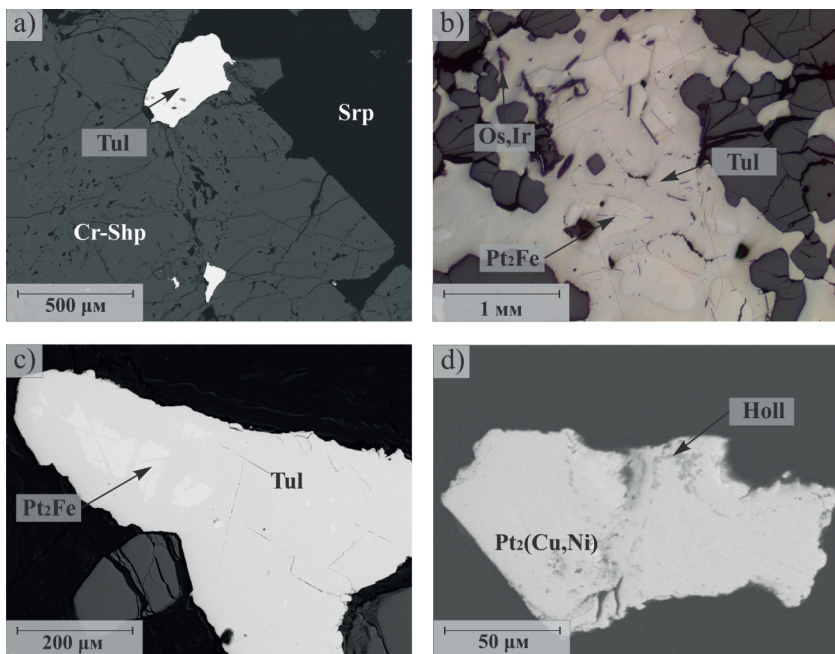 a)
Tul
Srp
Cr-Shp
500 μм
b)
Os,Ir
Tul
Pt₂Fe
1 мм
c)
Pt₂Fe
Tul
200 μм
d)
Holl
Pt₂(Cu,Ni)
50 μм